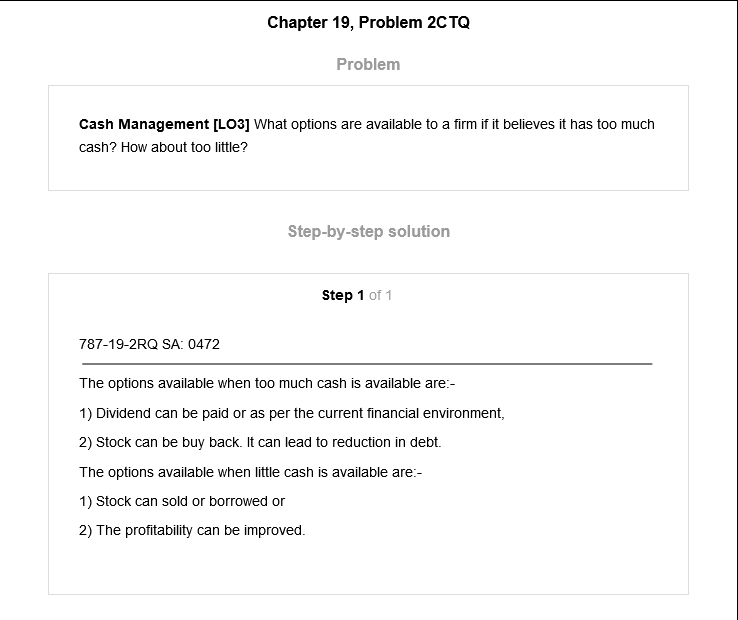 Chapter 19, Problem 2CTQ
Problem
Cash Management [LO3] What options are available to a firm if it believes it has too much
cash? How about too little?
Step-by-step solution
Step 1 of 1
787-19-2RQ SA: 0472
The options available when too much cash is available are:-
1) Dividend can be paid or as per the current financial environment,
2) Stock can be buy back. It can lead to reduction in debt.
The options available when little cash is available are:-
1) Stock can sold or borrowed or
2) The profitability can be improved.